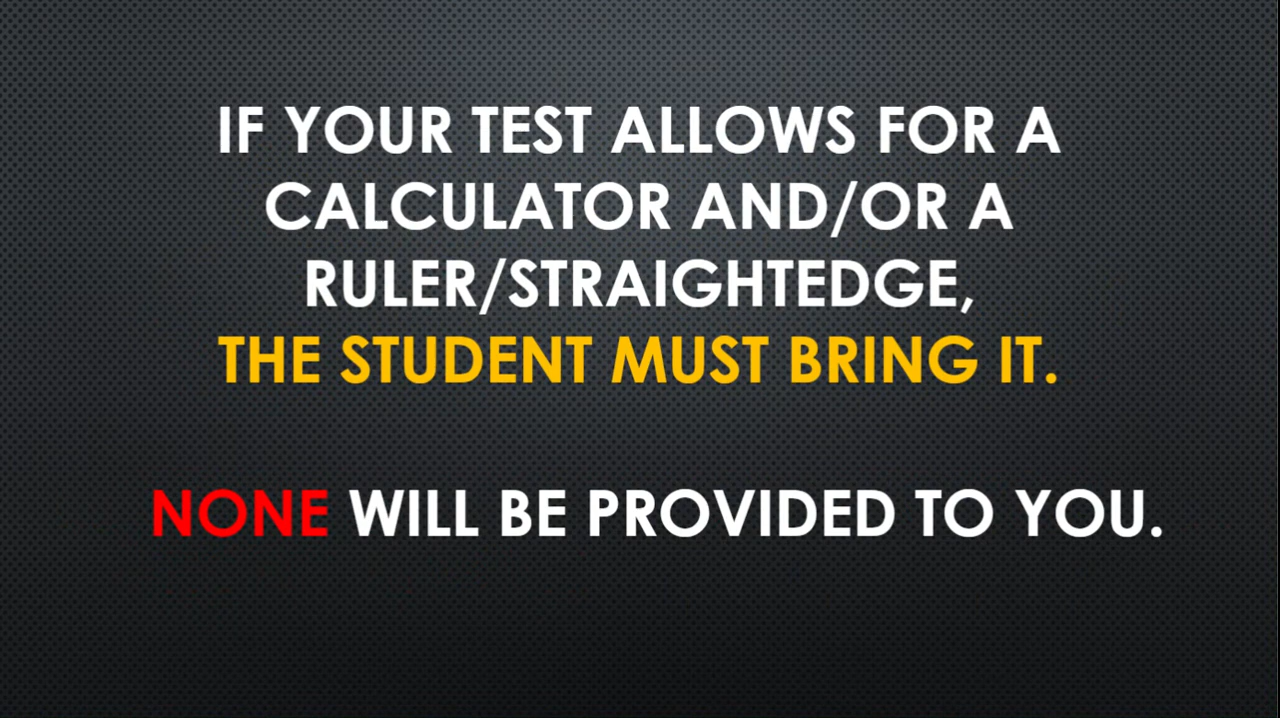 IF YOUR TEST ALLOWS FOR A
CALCULATOR AND/OR A
RULER/STRAIGHTEDGE,
THE STUDENT MUST BRING IT.
NONE WILL BE PROVIDED TO YOU.